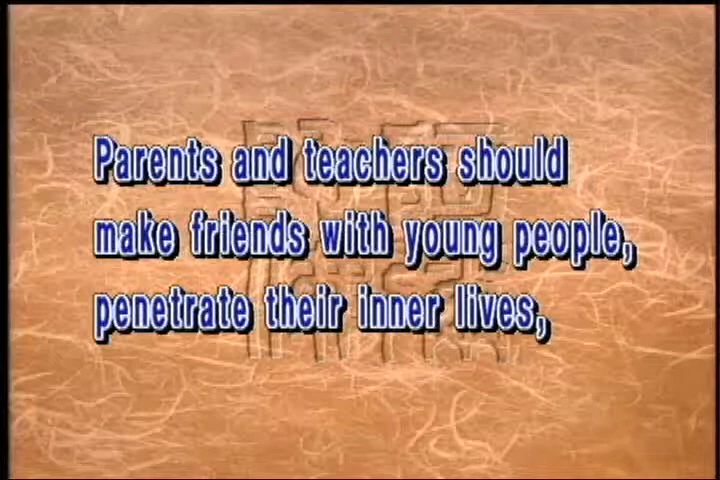 Parents and teachers should
make friends with young people,
penetrate their inner lives,